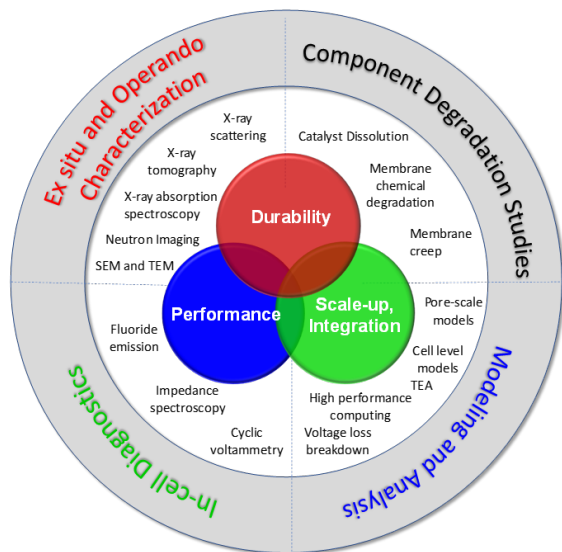 Ex situ and Operando
Characterization
Component Degradation Studies
X-ray
scattering
X-ray
tomography
X-ray absorption
spectroscopy
Neutron Imaging
SEM and TEM
Catalyst Dissolution
Membrane
chemical
degradation
Membrane
creep
Durability
Performance
Scale-up,
Integration
Fluoride
emission
Impedance
spectroscopy
Cyclic
voltammetry
Pore-scale
models
Cell level
models
TEA
High performance
computing
Voltage loss
breakdown
In-cell Diagnostics
Modeling and Analysis